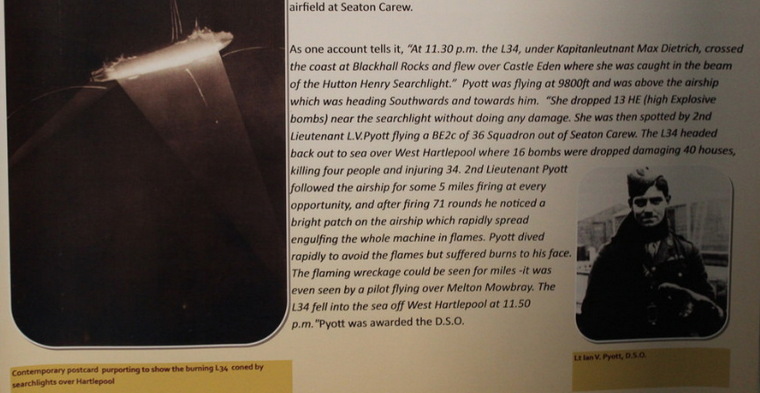 airfield at Seaton Carew.
As one account tells it, "At 11.30 p.m. the L34, under Kapitanleutnant Max Dietrich, crossed
the coast at Blackhall Rocks and flew over Castle Eden where she was caught in the beam
of the Hutton Henry Searchlight." Pyott was flying at 9800ft and was above the airship
which was heading Southwards and towards him. "She dropped 13 HE (high Explosive
bombs) near the searchlight without doing any damage. She was then spotted by 2nd
Lieutenant L.V.Pyott flying a BE2c of 36 Squadron out of Seaton Carew. The L34 headed
back out to sea over West Hartlepool where 16 bombs were dropped damaging 40 houses,
killing four people and injuring 34. 2nd Lieutenant Pyott
followed the airship for some 5 miles firing at every
opportunity, and after firing 71 rounds he noticed a
bright patch on the airship which rapidly spread
engulfing the whole machine in flames. Pyott dived
rapidly to avoid the flames but suffered burns to his face.
The flaming wreckage could be seen for miles -it was
even seen by a pilot flying over Melton Mowbray. The
L34 fell into the sea off West Hartlepool at 11.50
p.m."Pyott was awarded the D.S.O.
Contemporary postcard purporting to show the burning L34 coned by
searchlights over Hartlepool
Lt Ian V. Pyott, D.S.O.